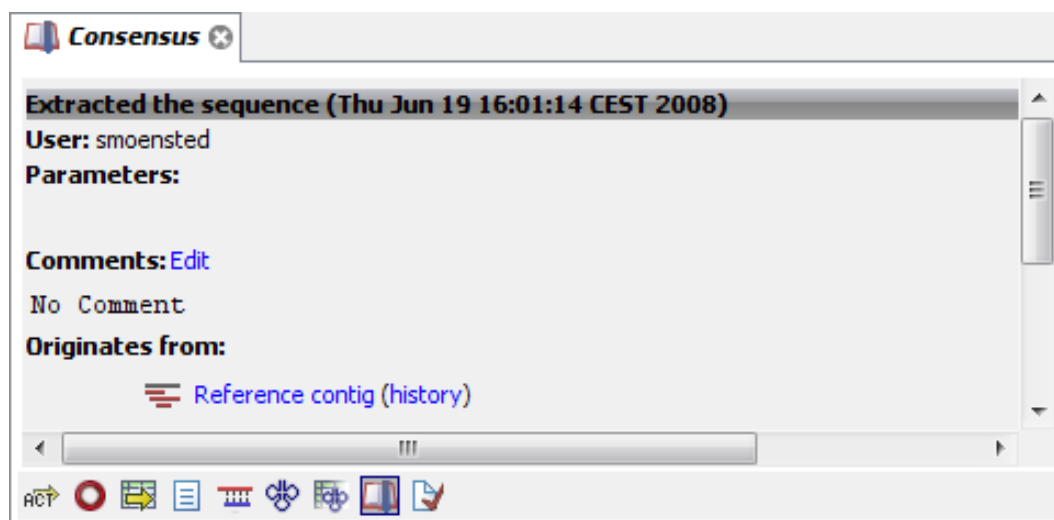 Consensus
Extracted the sequence (Thu Jun 19 16:01:14 CEST 2008)
User: smoensted
Parameters:
Comments: Edit
No Comment
Originates from:
Reference contig (history)
ACT